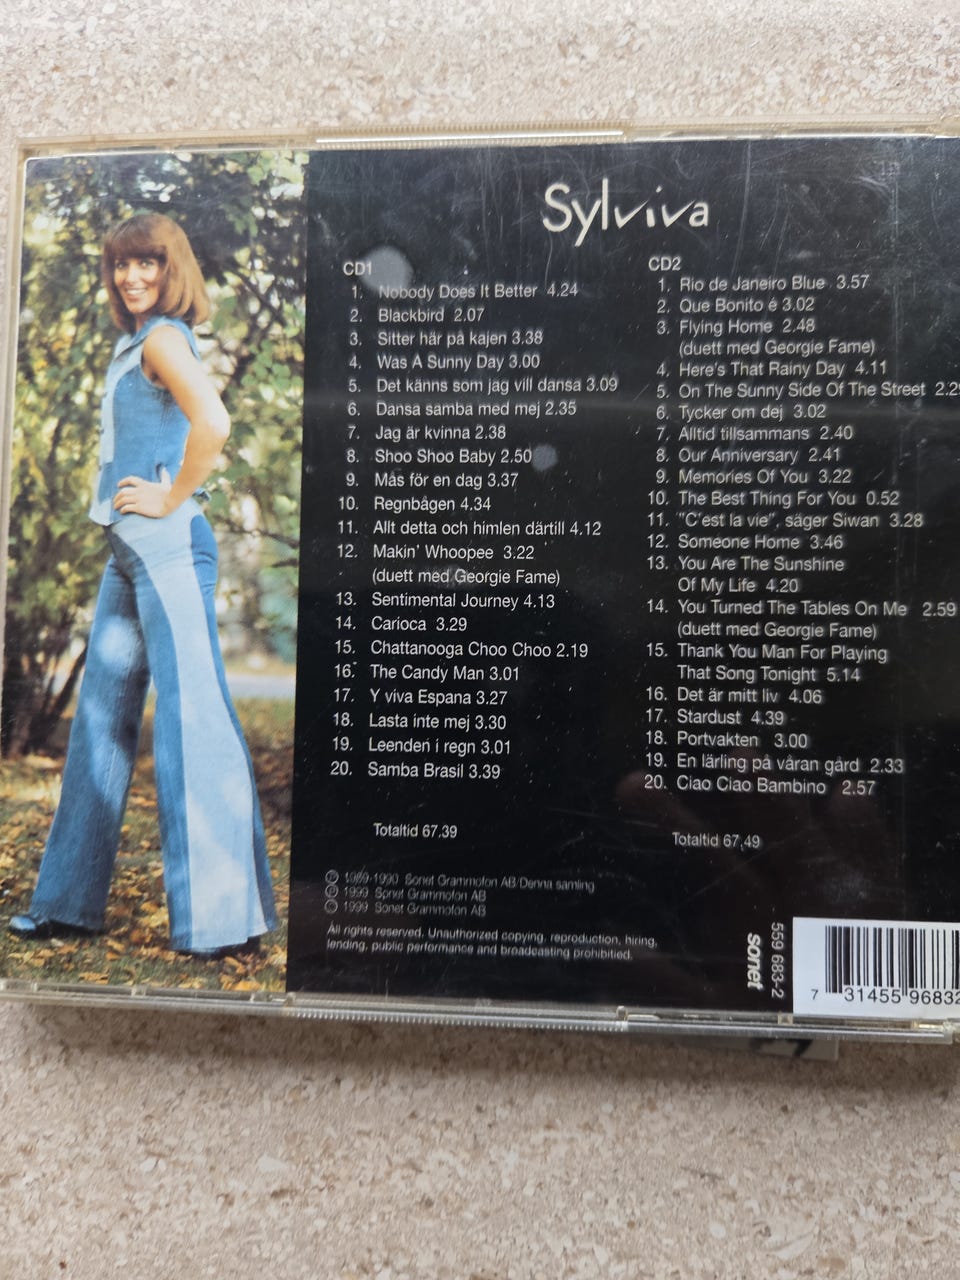 Sylviva
CD1
1. Nobody Does It Better 4.24
2. Blackbird 2.07
3. Sitter här på kajen 3.38
4. Was A Sunny Day 3.00
5. Det känns som jag vill dansa 3.09
6. Dansa samba med mej 2.35
7. Jag är kvinna 2.38
8. Shoo Shoo Baby 2.50
9. Mås för en dag 3.37
10. Regnbågen 4.34
11. Allt detta och himlen därtill 4.12
12. Makin' Whoopee 3.22
(duett med Georgie Fame)
13. Sentimental Journey 4.13
14. Carioca 3.29
15. Chattanooga Choo Choo 2.19
16. The Candy Man 3.01
17. Y viva Espana 3.27
18. Lasta inte mej 3.30
19. Leenden i regn 3.01
20. Samba Brasil 3.39
Totaltid 67.39
CD2
1. Rio de Janeiro Blue 3.57
2. Que Bonito é 3.02
3. Flying Home 2.48
(duett med Georgie Fame)
4. Here's That Rainy Day 4.11
5. On The Sunny Side Of The Street
6. Tycker om dej 3.02
7. Alltid tillsammans 2.40
8. Our Anniversary 2.41
9. Memories Of You 3.22
10. The Best Thing For You 0.52
11. "C'est la vie", säger Siwan 3.28
12. Someone Home 3.46
13. You Are The Sunshine
Of My Life 4.20
14. You Turned The Tables On Me 2.59
(duett med Georgie Fame)
15. Thank You Man For Playing
That Song Tonight 5.14
16. Det är mitt liv 4.06
17. Stardust 4.39
18. Portvakten 3.00
19. En lärling på våran gård 2.33
20. Ciao Ciao Bambino 2.57
Totaltid 67.49
℗ 1969-1990 Sonet Grammofon AB/Denna samling
℗ 1999 Sonet Grammofon AB
© 1999 Sonet Grammofon AB
All rights reserved. Unauthorized copying, reproduction, hiring,
lending, public performance and broadcasting prohibitied.
sonet
559 683-2
7 31455 96832